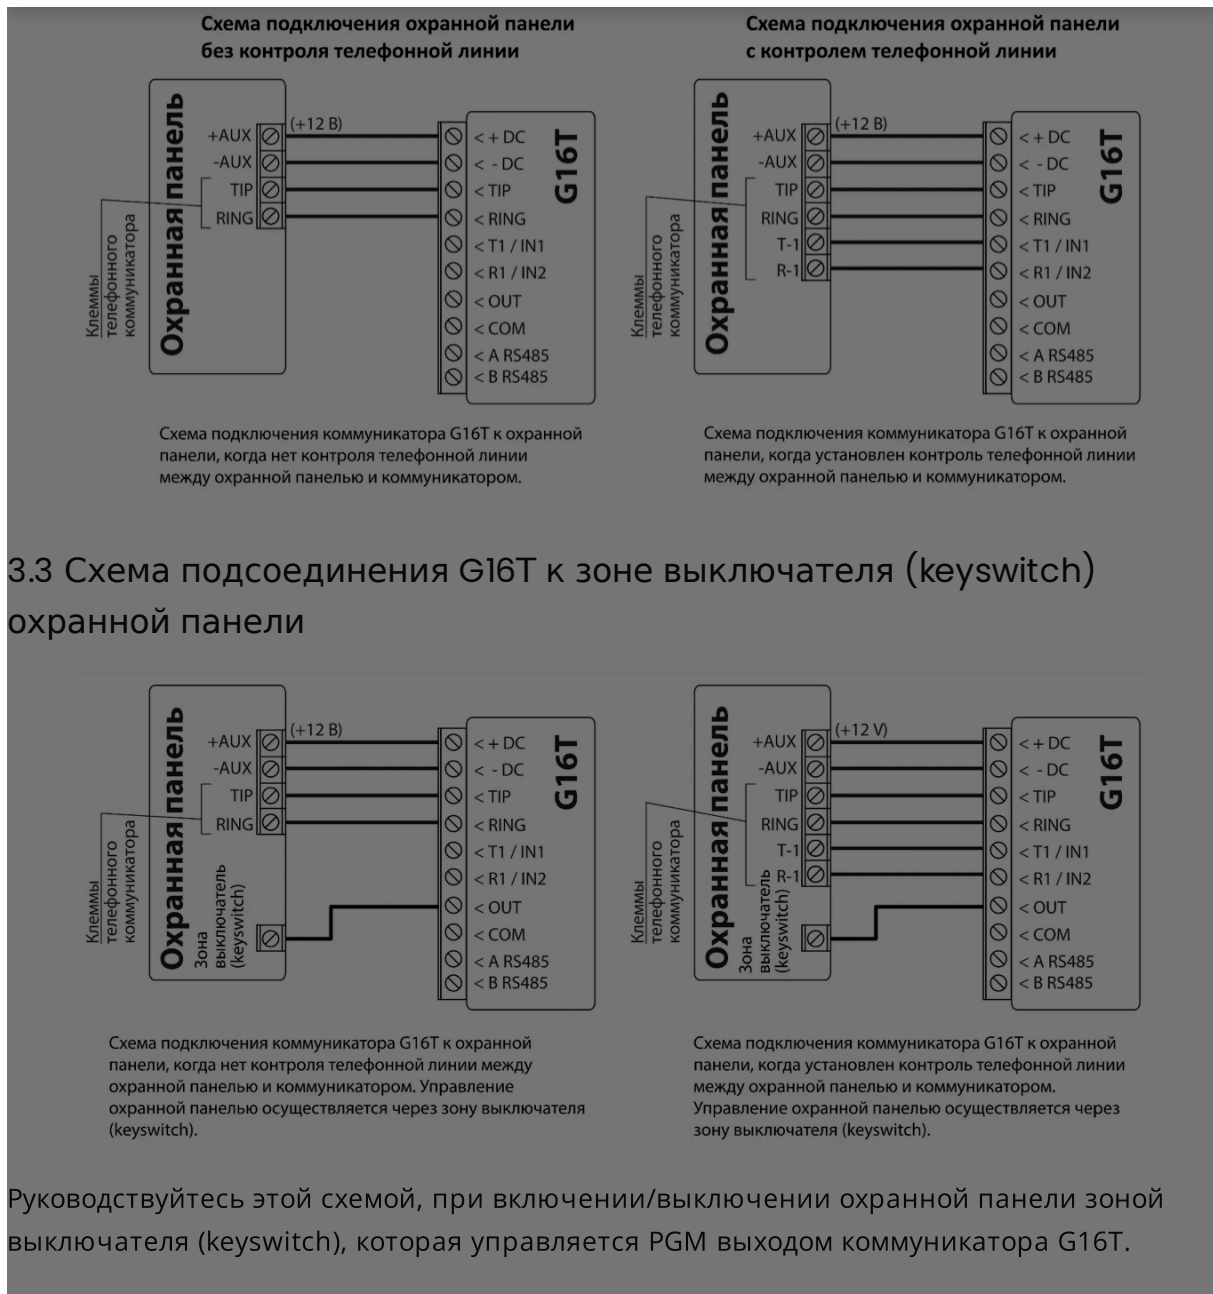 Схема подключения охранной панели
без контроля телефонной линии
Охранная панель
Клеммы
телефонного
коммуникатора
+AUX
-AUX
TIP
RING
(+12 В)
< + DC
< - DC
< TIP
< RING
< T1 / IN1
< R1 / IN2
< OUT
< COM
< A RS485
< B RS485
G16T
Схема подключения коммуникатора G16T к охранной
панели, когда нет контроля телефонной линии
между охранной панелью и коммуникатором.
Схема подключения охранной панели
с контролем телефонной линии
Охранная панель
Клеммы
телефонного
коммуникатора
+AUX
-AUX
TIP
RING
T-1
R-1
(+12 В)
< + DC
< - DC
< TIP
< RING
< T1 / IN1
< R1 / IN2
< OUT
< COM
< A RS485
< B RS485
G16T
Схема подключения коммуникатора G16T к охранной
панели, когда установлен контроль телефонной линии
между охранной панелью и коммуникатором.
3.3 Схема подсоединения G16T к зоне выключателя (keyswitch)
охранной панели
Охранная панель
Клеммы
телефонного
коммуникатора
+AUX
-AUX
TIP
RING
Зона
выключатель
(keyswitch)
(+12 В)
< + DC
< - DC
< TIP
< RING
< T1 / IN1
< R1 / IN2
< OUT
< COM
< A RS485
< B RS485
G16T
Схема подключения коммуникатора G16T к охранной
панели, когда нет контроля телефонной линии между
охранной панелью и коммуникатором. Управление
охранной панелью осуществляется через зону выключателя
(keyswitch).
Охранная панель
Клеммы
телефонного
коммуникатора
+AUX
-AUX
TIP
RING
T-1
R-1
Зона
выключатель
(keyswitch)
(+12 V)
< + DC
< - DC
< TIP
< RING
< T1 / IN1
< R1 / IN2
< OUT
< COM
< A RS485
< B RS485
G16T
Схема подключения коммуникатора G16T к охранной
панели, когда установлен контроль телефонной линии
между охранной панелью и коммуникатором.
Управление охранной панелью осуществляется через
зону выключателя (keyswitch).
Руководствуйтесь этой схемой, при включении/выключении охранной панели зоной
выключателя (keyswitch), которая управляется PGM выходом коммуникатора G16T.